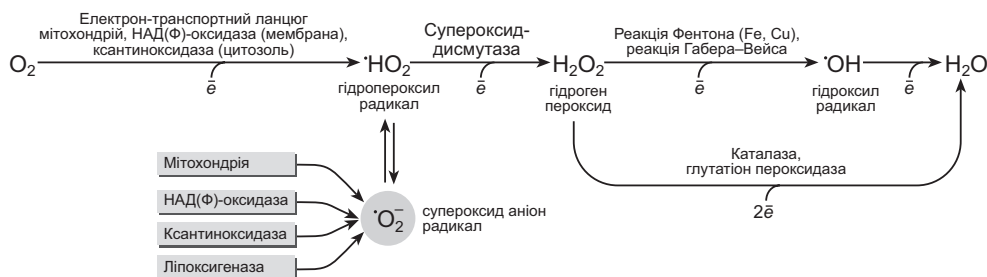 Електрон-транспортний ланцюг
мітохондрій, НАД(Ф)-оксидаза (мембрана),
ксантиноксидаза (цитозоль)
Супероксид-
дисмутаза
Реакція Фентона (Fe, Cu),
реакція Габера–Вейса
O₂ ˙HO₂ H₂O₂ ˙OH H₂O
ē ē ē ē
гідропероксил
радикал
гідроген
пероксид
гідроксил
радикал
Мітохондрія
НАД(Ф)-оксидаза
Ксантиноксидаза
Ліпоксигеназа
˙O₂⁻
супероксид аніон
радикал
Каталаза,
глутатіон пероксидаза
2ē